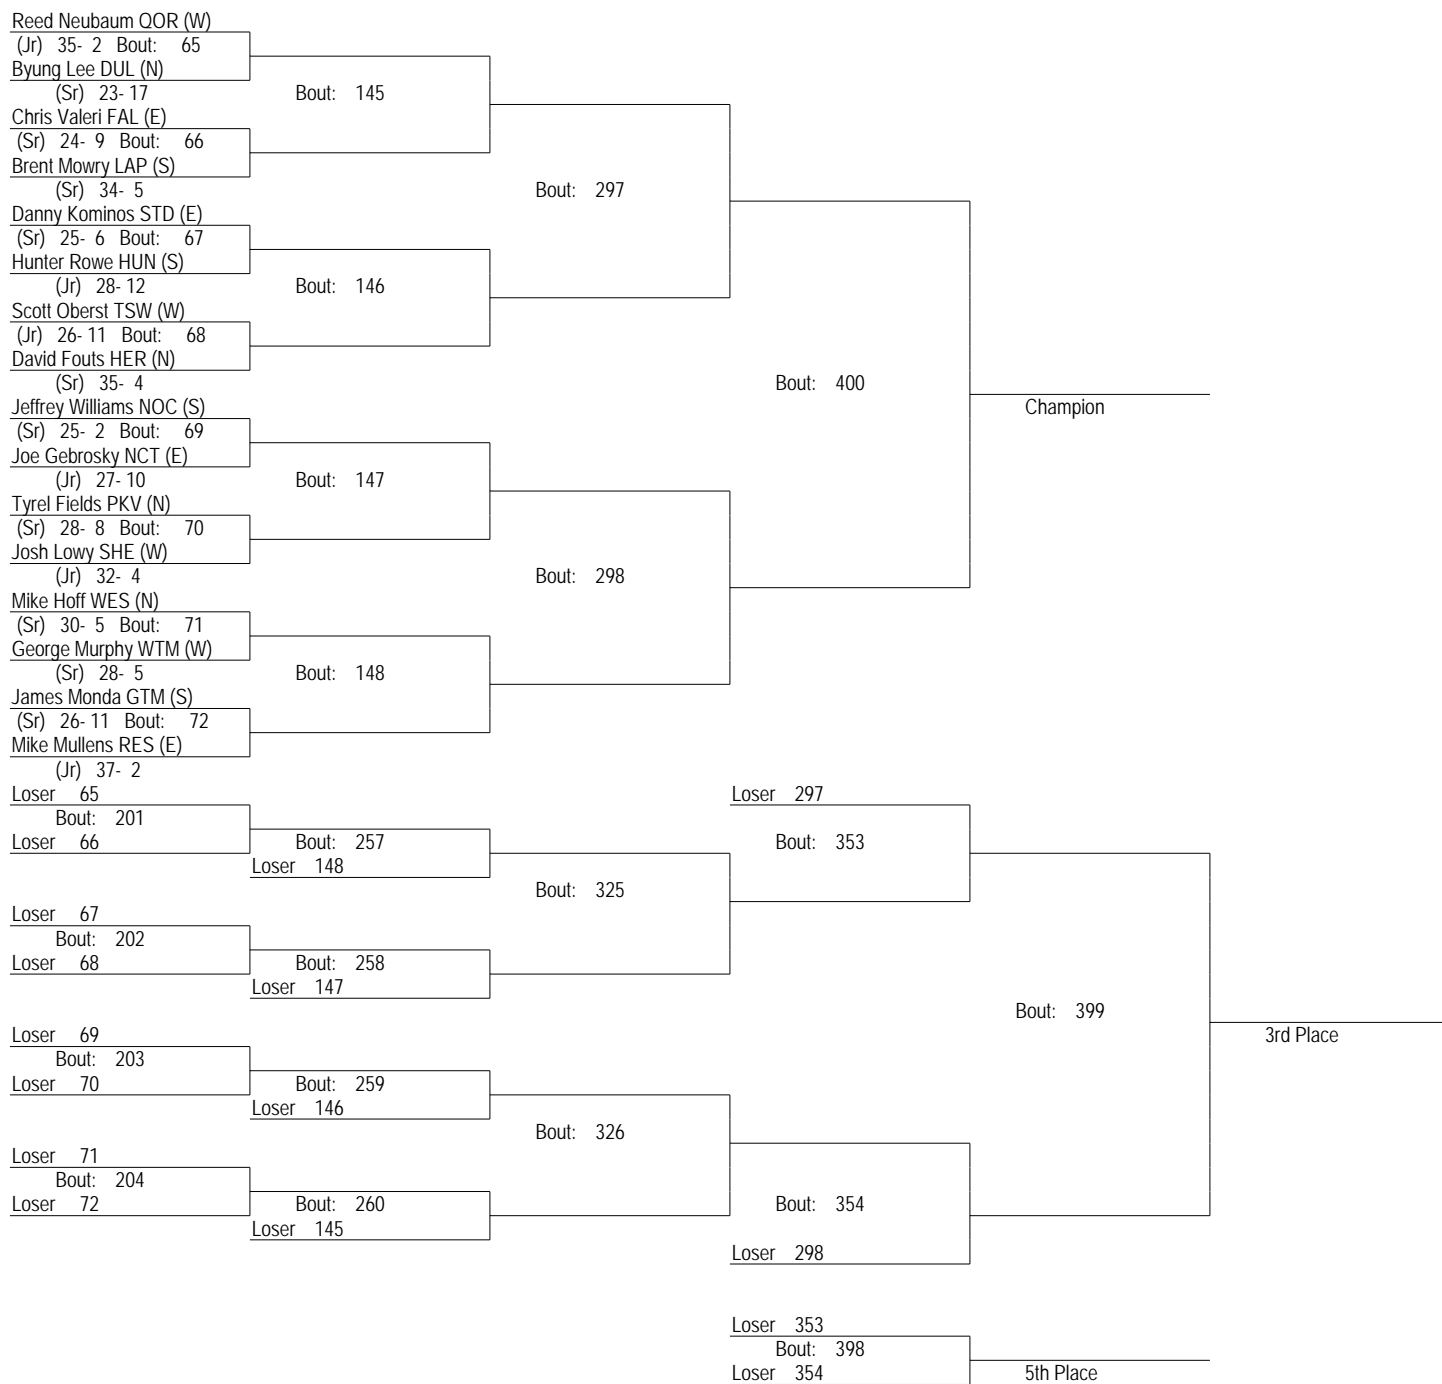 Reed Neubaum QOR (W)
(Jr) 35- 2 Bout: 65
Byung Lee DUL (N)
(Sr) 23- 17 Bout: 145
Chris Valeri FAL (E)
(Sr) 24- 9 Bout: 66
Brent Mowry LAP (S)
(Sr) 34- 5 Bout: 297
Danny Kominos STD (E)
(Sr) 25- 6 Bout: 67
Hunter Rowe HUN (S)
(Jr) 28- 12 Bout: 146
Scott Oberst TSW (W)
(Jr) 26- 11 Bout: 68
David Fouts HER (N)
(Sr) 35- 4 Bout: 400
Jeffrey Williams NOC (S) Champion
(Sr) 25- 2 Bout: 69
Joe Gebrosky NCT (E)
(Jr) 27- 10 Bout: 147
Tyrel Fields PKV (N)
(Sr) 28- 8 Bout: 70
Josh Lowy SHE (W)
(Jr) 32- 4 Bout: 298
Mike Hoff WES (N)
(Sr) 30- 5 Bout: 71
George Murphy WTM (W)
(Sr) 28- 5 Bout: 148
James Monda GTM (S)
(Sr) 26- 11 Bout: 72
Mike Mullens RES (E)
(Jr) 37- 2
Loser 65 Loser 297
Bout: 201
Loser 66 Bout: 257 Bout: 353
Loser 148
Bout: 325
Loser 67
Bout: 202
Loser 68 Bout: 258
Loser 147
Bout: 399
Loser 69 3rd Place
Bout: 203
Loser 70 Bout: 259
Loser 146
Bout: 326
Loser 71
Bout: 204
Loser 72 Bout: 260 Bout: 354
Loser 145
Loser 298
Loser 353
Bout: 398
Loser 354 5th Place